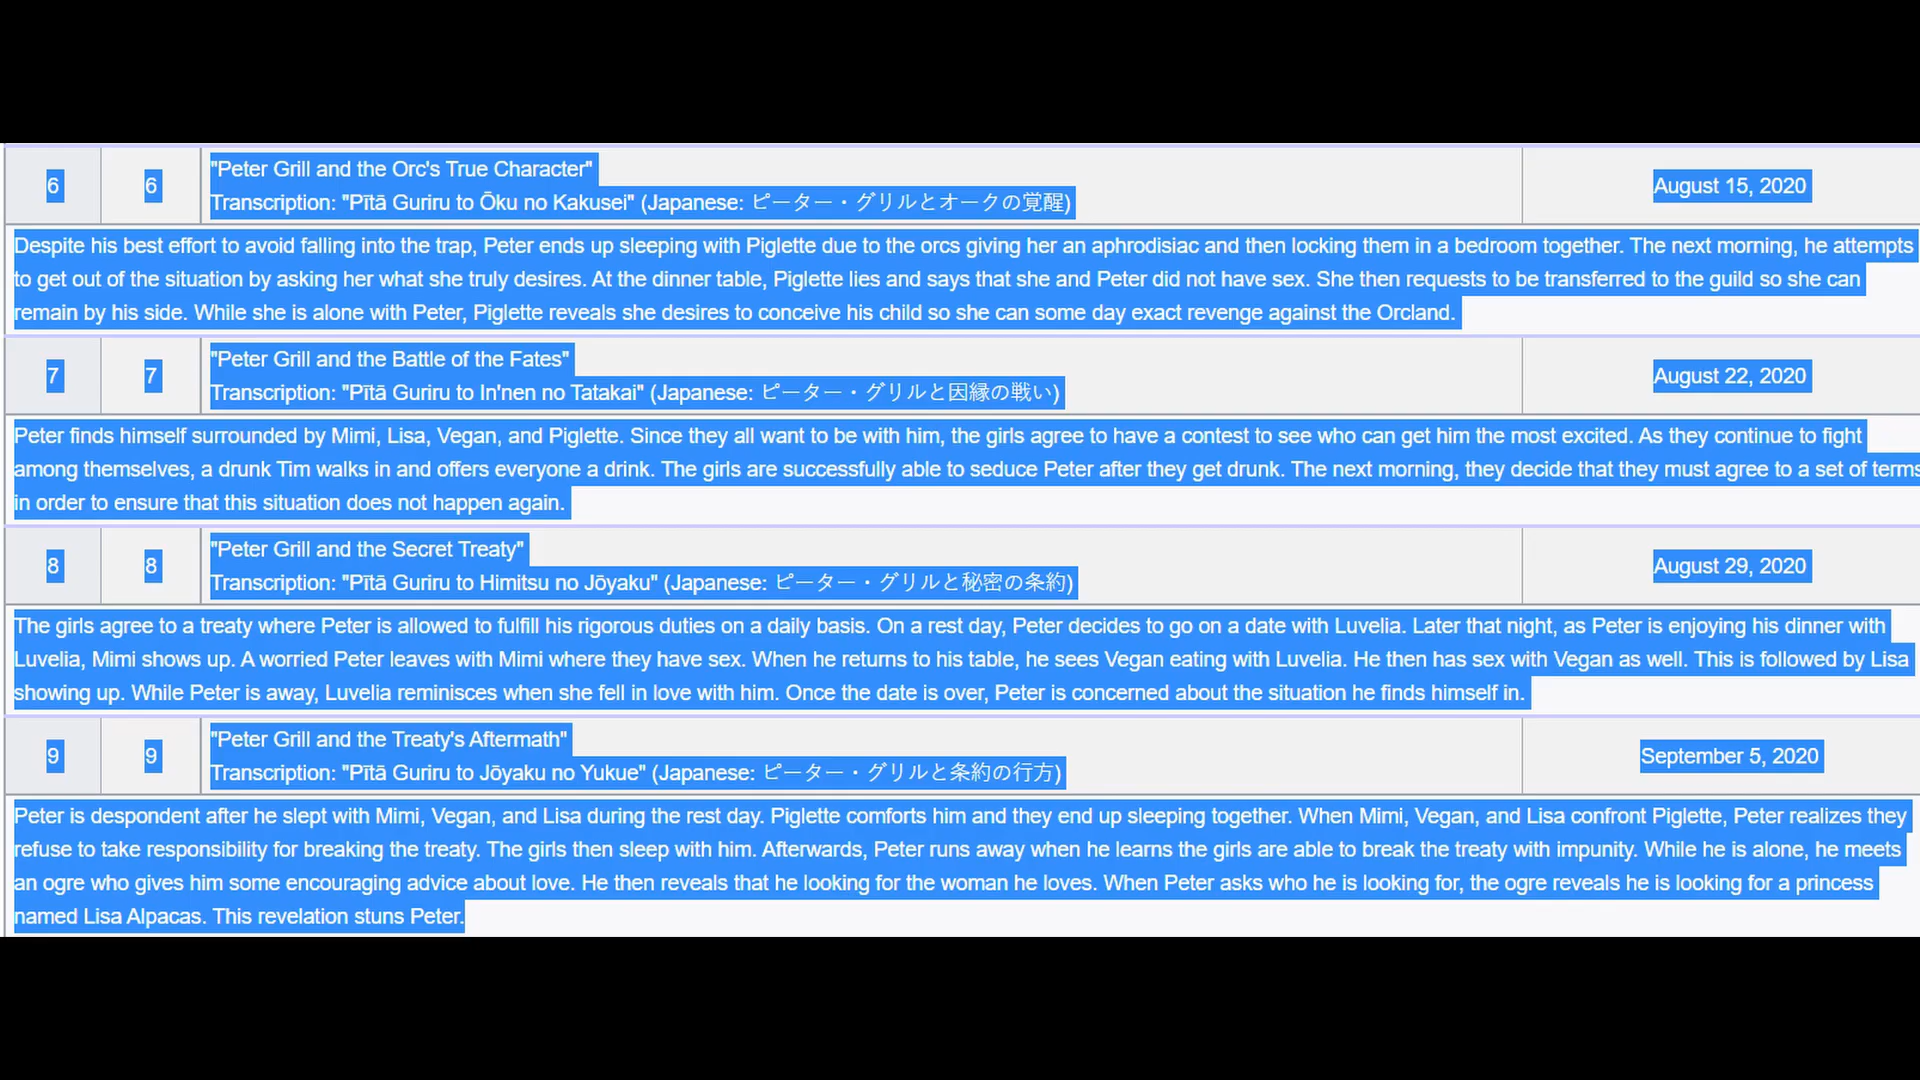 6 6 "Peter Grill and the Orc's True Character"
Transcription: "Pītā Guriru to Ōku no Kakusei" (Japanese: ピーター・グリルとオークの覚醒) August 15, 2020
Despite his best effort to avoid falling into the trap, Peter ends up sleeping with Piglette due to the orcs giving her an aphrodisiac and then locking them in a bedroom together. The next morning, he attempts
to get out of the situation by asking her what she truly desires. At the dinner table, Piglette lies and says that she and Peter did not have sex. She then requests to be transferred to the guild so she can
remain by his side. While she is alone with Peter, Piglette reveals she desires to conceive his child so she can some day exact revenge against the Orcland.
7 7 "Peter Grill and the Battle of the Fates"
Transcription: "Pītā Guriru to In'nen no Tatakai" (Japanese: ピーター・グリルと因縁の戦い) August 22, 2020
Peter finds himself surrounded by Mimi, Lisa, Vegan, and Piglette. Since they all want to be with him, the girls agree to have a contest to see who can get him the most excited. As they continue to fight
among themselves, a drunk Tim walks in and offers everyone a drink. The girls are successfully able to seduce Peter after they get drunk. The next morning, they decide that they must agree to a set of terms
in order to ensure that this situation does not happen again.
8 8 "Peter Grill and the Secret Treaty"
Transcription: "Pītā Guriru to Himitsu no Jōyaku" (Japanese: ピーター・グリルと秘密の条約) August 29, 2020
The girls agree to a treaty where Peter is allowed to fulfill his rigorous duties on a daily basis. On a rest day, Peter decides to go on a date with Luvelia. Later that night, as Peter is enjoying his dinner with
Luvelia, Mimi shows up. A worried Peter leaves with Mimi where they have sex. When he returns to his table, he sees Vegan eating with Luvelia. He then has sex with Vegan as well. This is followed by Lisa
showing up. While Peter is away, Luvelia reminisces when she fell in love with him. Once the date is over, Peter is concerned about the situation he finds himself in.
9 9 "Peter Grill and the Treaty's Aftermath"
Transcription: "Pītā Guriru to Jōyaku no Yukue" (Japanese: ピーター・グリルと条約の行方) September 5, 2020
Peter is despondent after he slept with Mimi, Vegan, and Lisa during the rest day. Piglette comforts him and they end up sleeping together. When Mimi, Vegan, and Lisa confront Piglette, Peter realizes they
refuse to take responsibility for breaking the treaty. The girls then sleep with him. Afterwards, Peter runs away when he learns the girls are able to break the treaty with impunity. While he is alone, he meets
an ogre who gives him some encouraging advice about love. He then reveals that he looking for the woman he loves. When Peter asks who he is looking for, the ogre reveals he is looking for a princess
named Lisa Alpacas. This revelation stuns Peter.